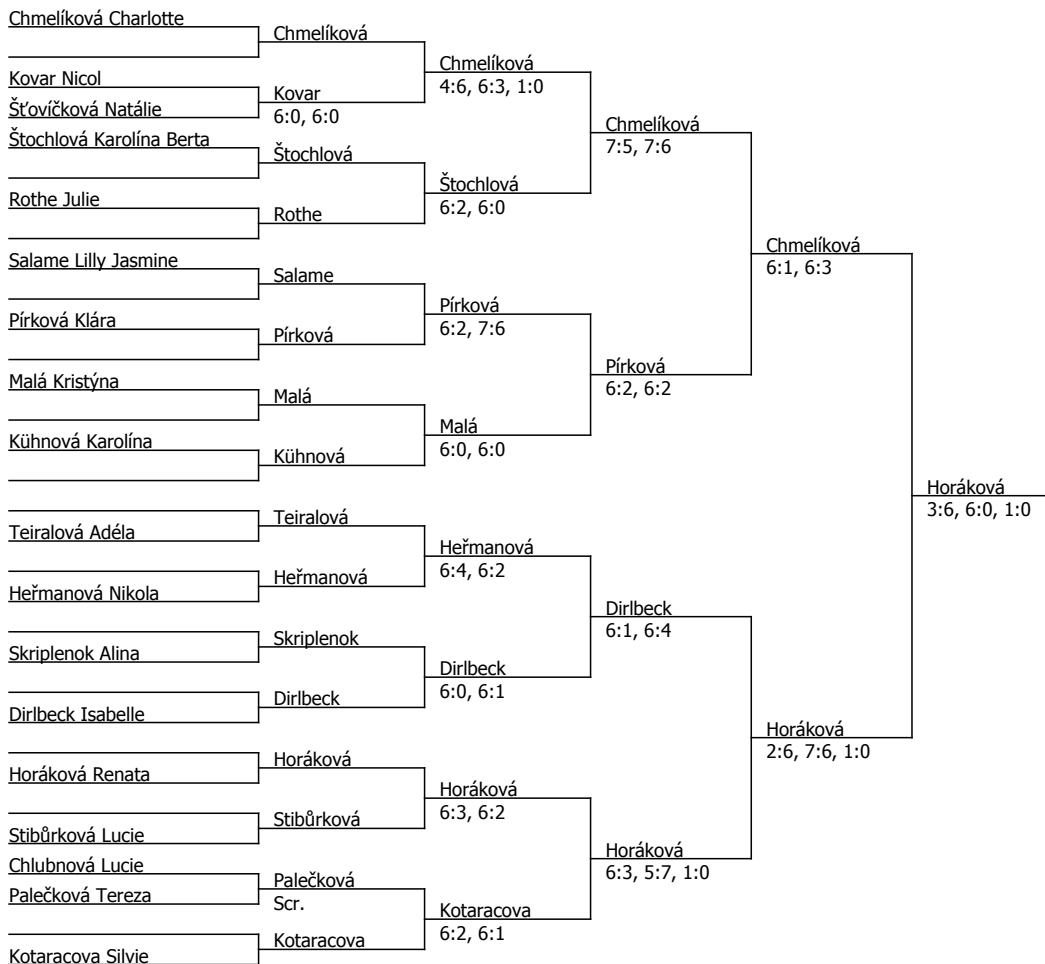 Chmelíková Charlotte
Kovar Nicol
Šťovíčková Natálie
Štochlová Karolína Berta
Rothe Julie
Salame Lilly Jasmine
Pírková Klára
Malá Kristýna
Kühnová Karolína
Teiralová Adéla
Heřmanová Nikola
Skriplenok Alina
Dirlbeck Isabelle
Horáková Renata
Stibůrková Lucie
Chlubnová Lucie
Palečková Tereza
Kotaracova Silvie
Chmelíková
Kovar
6:0, 6:0
Štochlová
Rothe
Salame
Pírková
Malá
Kühnová
Teiralová
Heřmanová
Skriplenok
Dirlbeck
Horáková
Stibůrková
Palečková
Scr.
Kotaracova
Chmelíková
4:6, 6:3, 1:0
Štochlová
6:2, 6:0
Pírková
6:2, 7:6
Malá
6:0, 6:0
Heřmanová
6:4, 6:2
Dirlbeck
6:0, 6:1
Horáková
6:3, 6:2
Kotaracova
6:2, 6:1
Chmelíková
7:5, 7:6
Pírková
6:2, 6:2
Dirlbeck
6:1, 6:4
Horáková
6:3, 5:7, 1:0
Chmelíková
6:1, 6:3
Horáková
2:6, 7:6, 1:0
Horáková
3:6, 6:0, 1:0